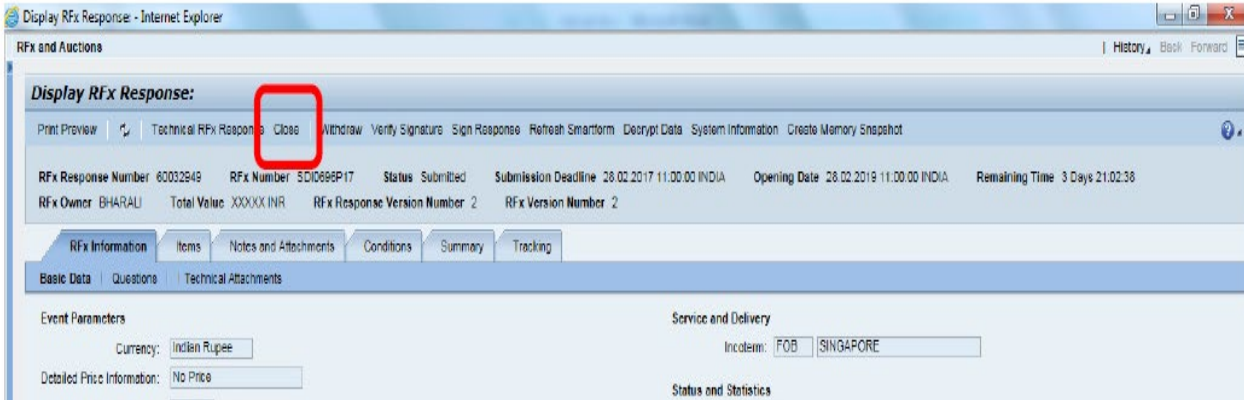 Display RFx Response: - Internet Explorer
RFx and Auctions
History Back Forward
Display RFx Response:
Print Preview Technical RFx Response Close Withdraw Verify Signature Sign Response Refresh Smartform Decrypt Data System Information Create Memory Snapshot
RFx Response Number 60032949 RFx Number SDI0696P17 Status Submitted Submission Deadline 28.02.2017 11:00:00 INDIA Opening Date 28.02.2019 11:00:00 INDIA Remaining Time 3 Days 21:02:38
RFx Owner BHARALI Total Value XXXXX INR RFx Response Version Number 2 RFx Version Number 2
RFx Information Items Notes and Attachments Conditions Summary Tracking
Basic Data Questions Technical Attachments
Event Parameters Service and Delivery
Currency: Indian Rupee Incoterm: FOB SINGAPORE
Detailed Price Information: No Price
Status and Statistics